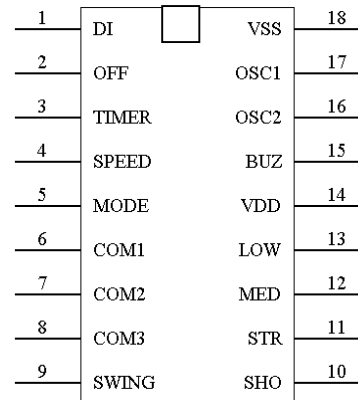 1 DI VSS 18
2 OFF OSC1 17
3 TIMER OSC2 16
4 SPEED BUZ 15
5 MODE VDD 14
6 COM1 LOW 13
7 COM2 MED 12
8 COM3 STR 11
9 SWING SHO 10